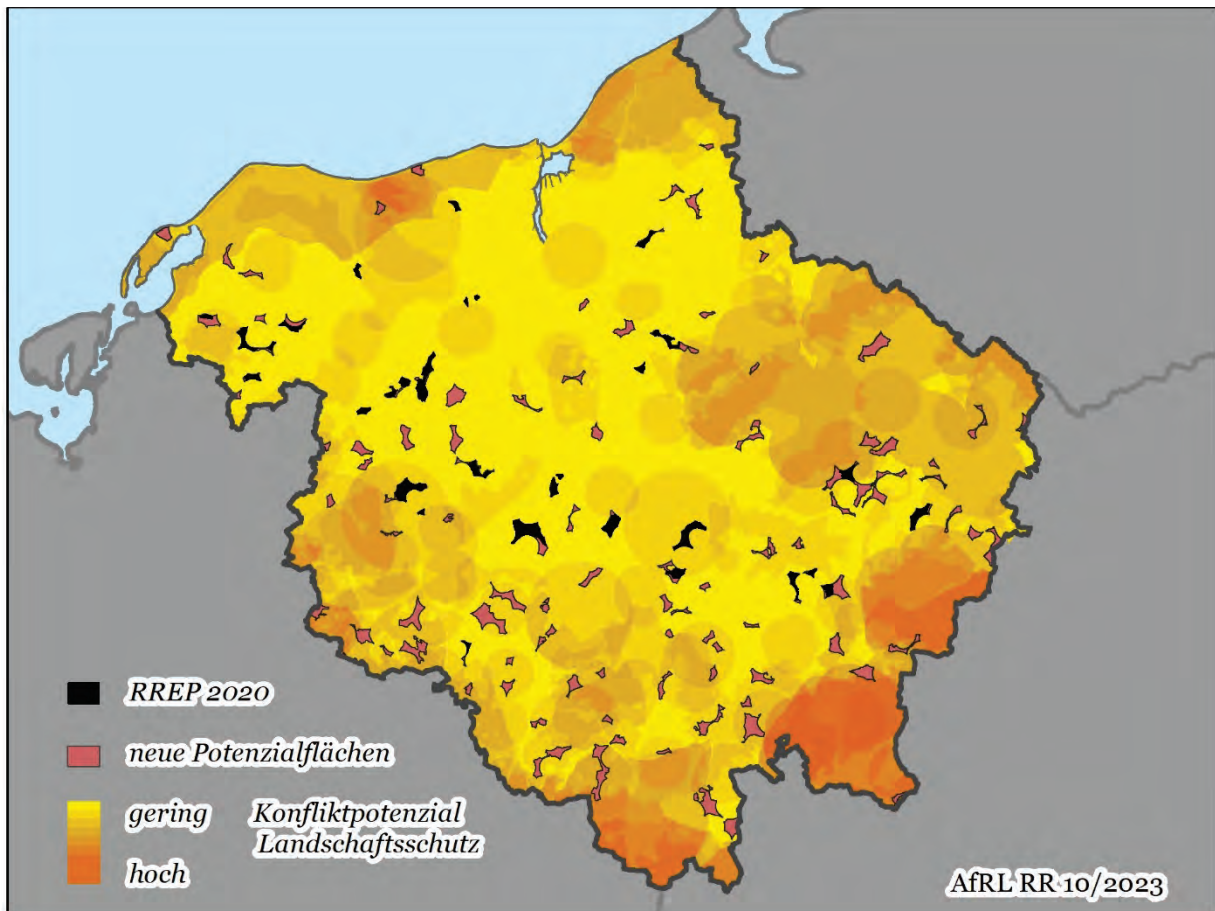 RREP 2020
neue Potenzialflächen
gering Konfliktpotenzial
Landschaftsschutz
hoch
AfRL RR 10/2023